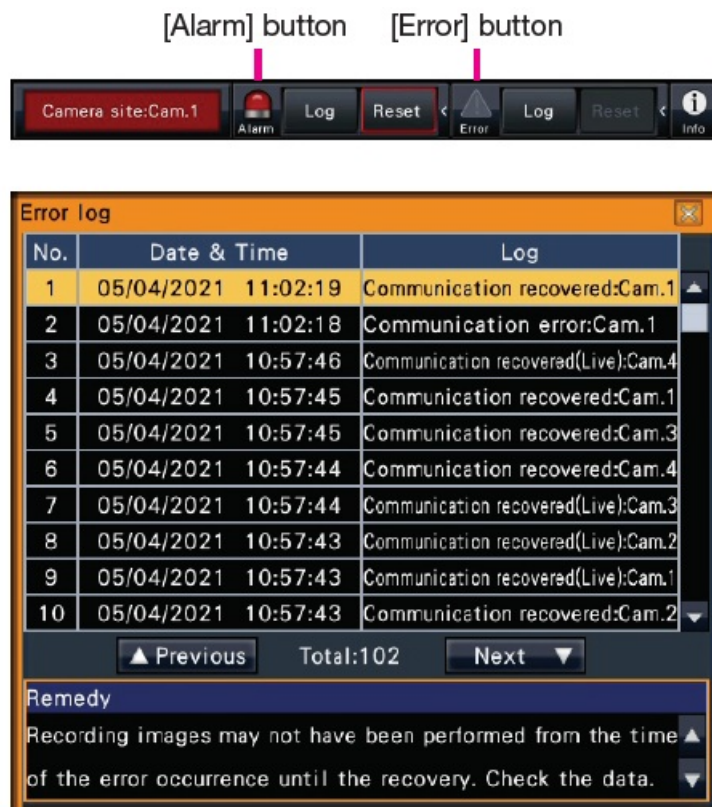 [Alarm] button [Error] button
Camera site:Cam.1 Alarm Log Reset < Error Log Reset < i Info
Error log
No. Date & Time Log
1 05/04/2021 11:02:19 Communication recovered:Cam.1
2 05/04/2021 11:02:18 Communication error:Cam.1
3 05/04/2021 10:57:46 Communication recovered(Live):Cam.4
4 05/04/2021 10:57:45 Communication recovered:Cam.1
5 05/04/2021 10:57:45 Communication recovered:Cam.3
6 05/04/2021 10:57:44 Communication recovered:Cam.4
7 05/04/2021 10:57:44 Communication recovered(Live):Cam.3
8 05/04/2021 10:57:43 Communication recovered(Live):Cam.2
9 05/04/2021 10:57:43 Communication recovered(Live):Cam.1
10 05/04/2021 10:57:43 Communication recovered:Cam.2
▲ Previous Total:102 Next ▼
Remedy
Recording images may not have been performed from the time
of the error occurrence until the recovery. Check the data.